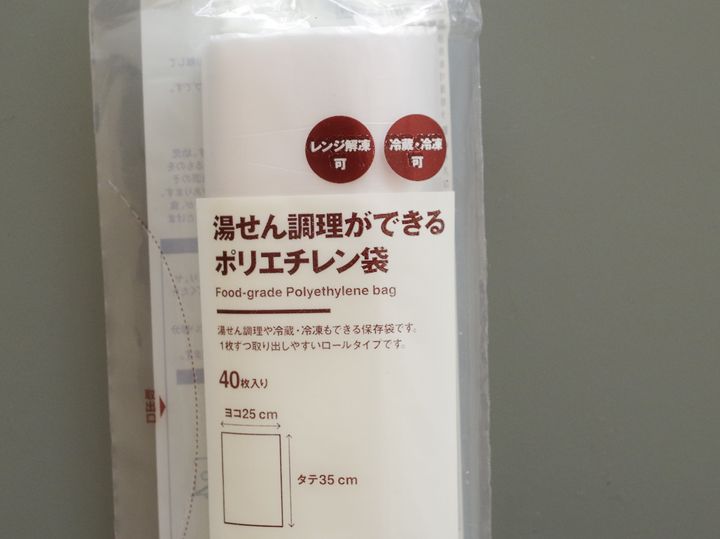 レンジ解凍
可
冷蔵・冷凍
可
湯せん調理ができる
ポリエチレン袋
Food-grade Polyethylene bag
湯せん調理や冷蔵・冷凍もできる保存袋です。
1枚ずつ取り出しやすいロールタイプです。
40枚入り
ヨコ25cm
タテ35cm
取出口